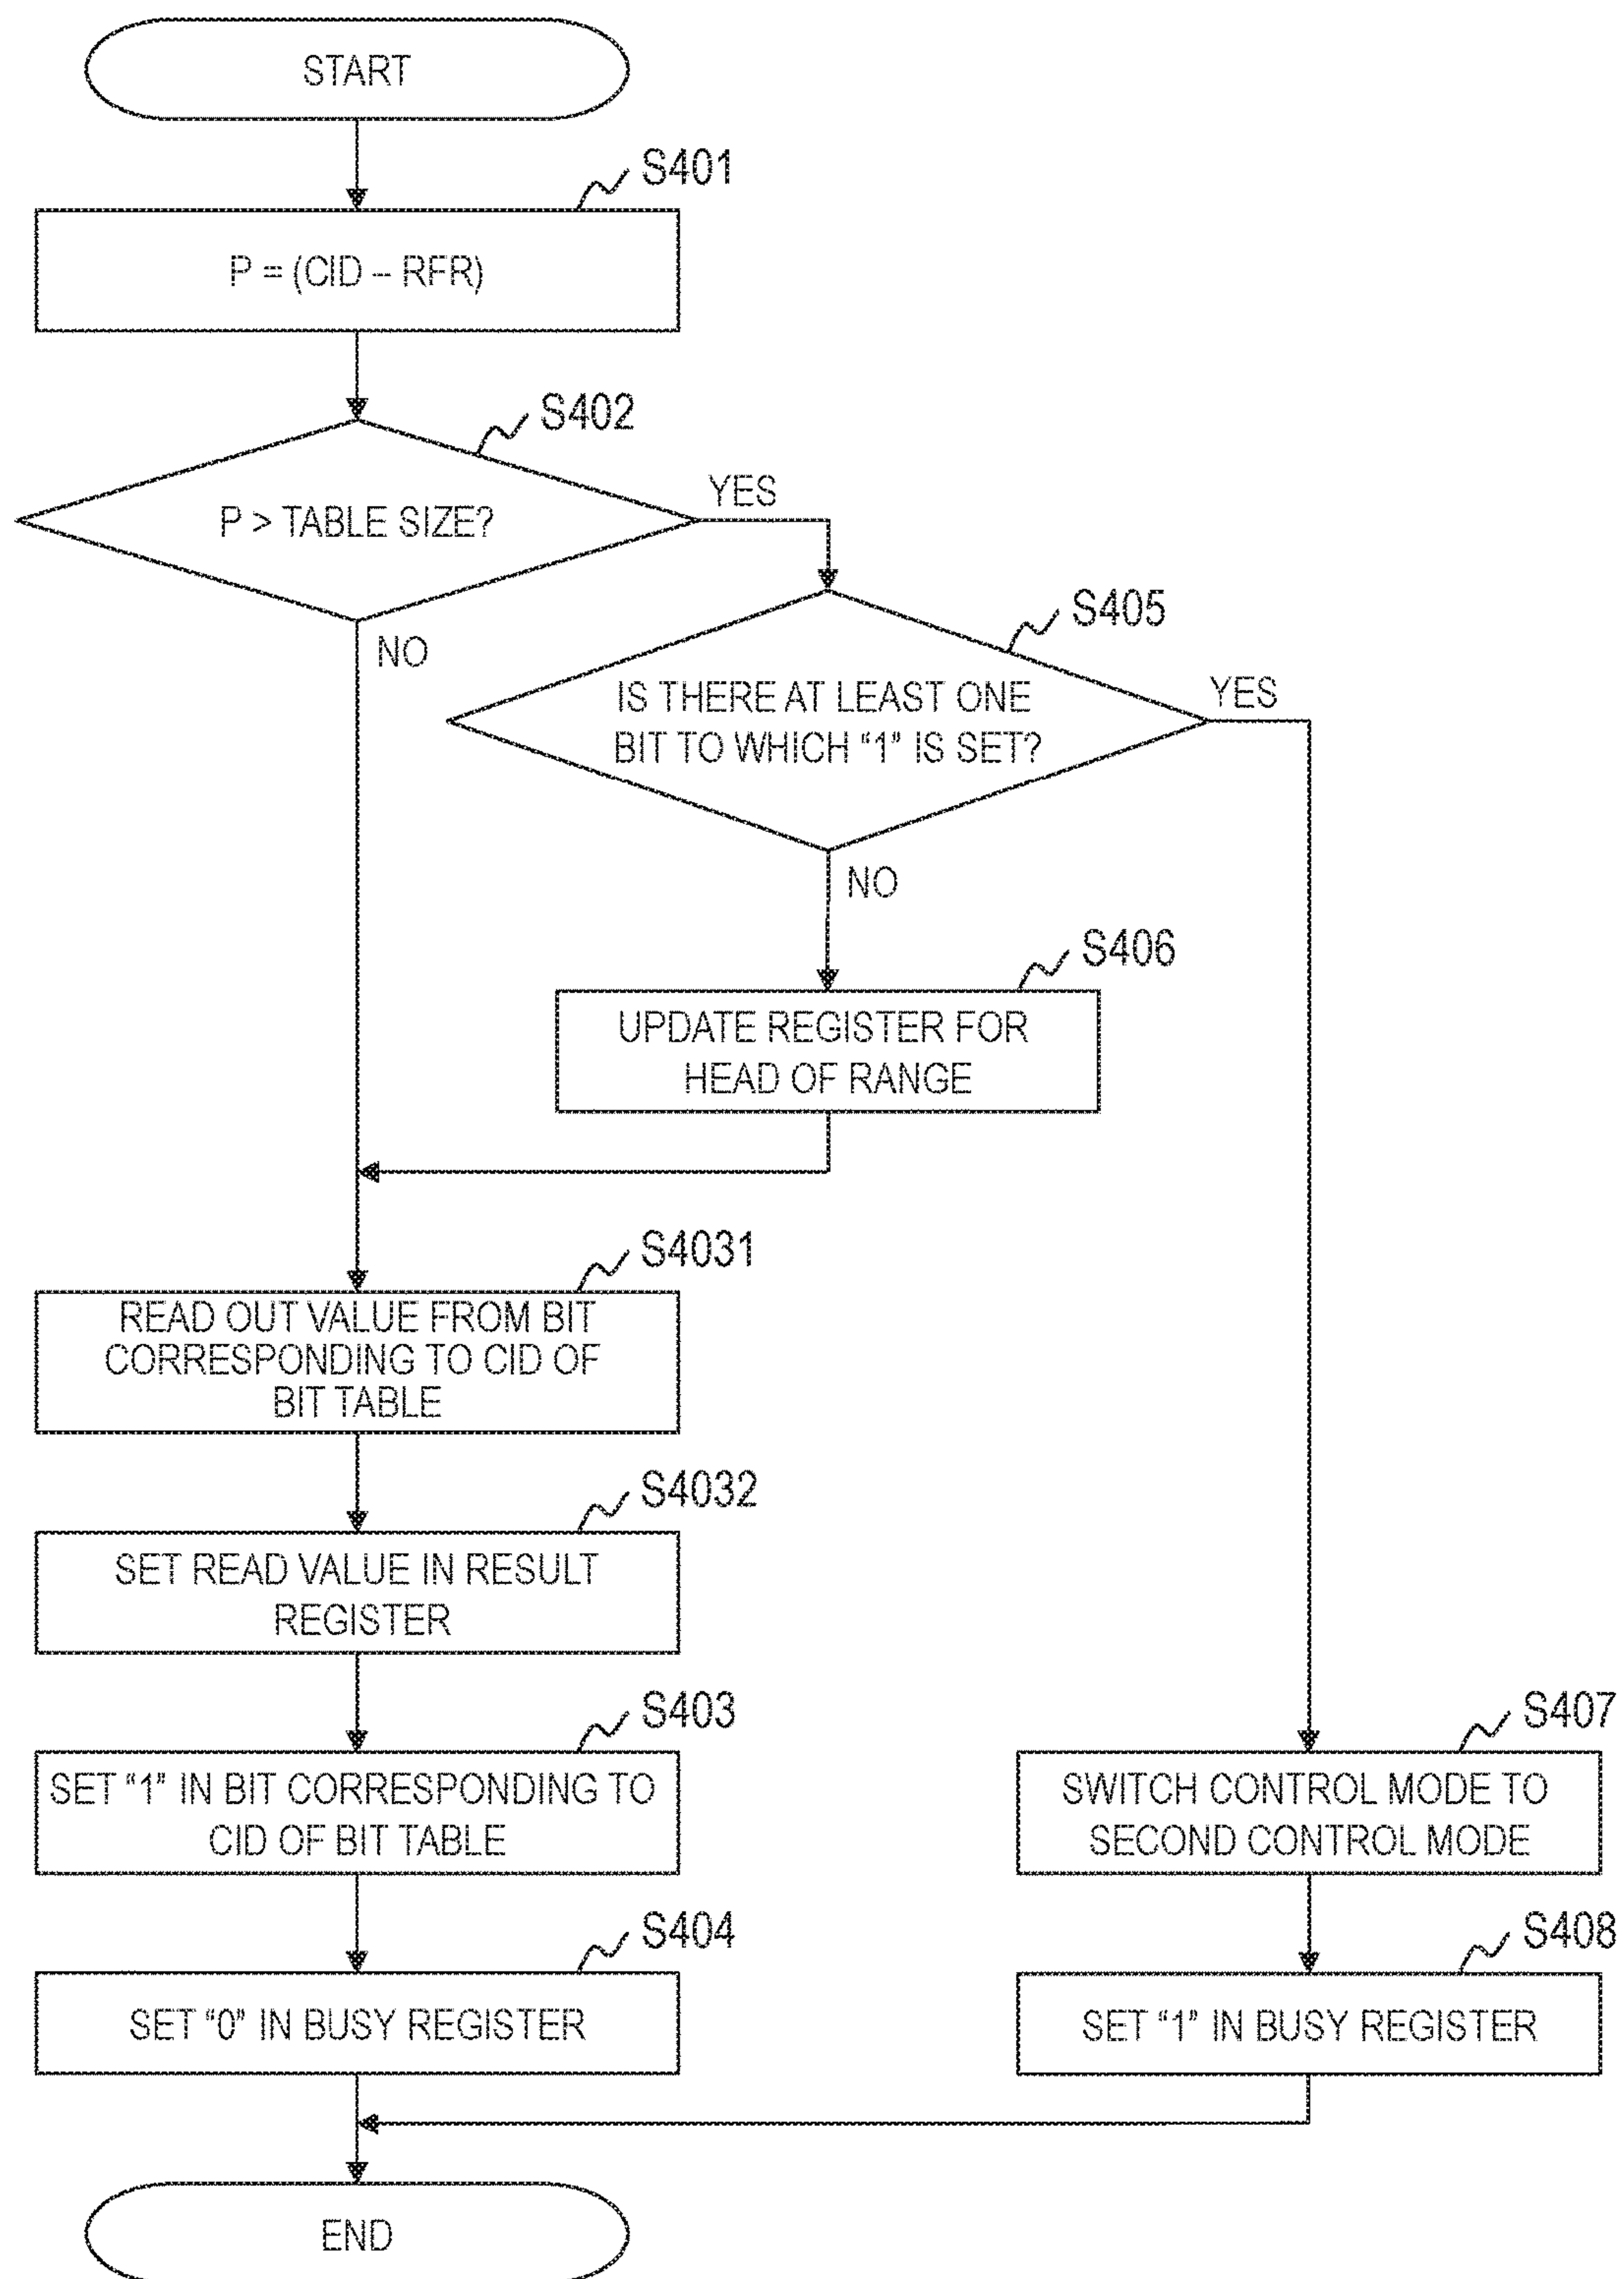 START
S401
P = (CID – RFR)
S402
P > TABLE SIZE?
YES
NO
S405
IS THERE AT LEAST ONE
BIT TO WHICH “1” IS SET?
YES
NO
S406
UPDATE REGISTER FOR
HEAD OF RANGE
S4031
READ OUT VALUE FROM BIT
CORRESPONDING TO CID OF
BIT TABLE
S4032
SET READ VALUE IN RESULT
REGISTER
S403
SET “1” IN BIT CORRESPONDING TO
CID OF BIT TABLE
S407
SWITCH CONTROL MODE TO
SECOND CONTROL MODE
S404
SET “0” IN BUSY REGISTER
S408
SET “1” IN BUSY REGISTER
END